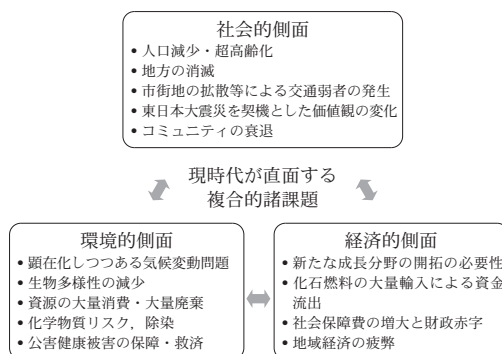 社会的側面
• 人口減少・超高齢化
• 地方の消滅
• 市街地の拡散等による交通弱者の発生
• 東日本大震災を契機とした価値観の変化
• コミュニティの衰退
現時代が直面する
複合的諸課題
環境的側面
• 顕在化しつつある気候変動問題
• 生物多様性の減少
• 資源の大量消費・大量廃棄
• 化学物質リスク，除染
• 公害健康被害の保障・救済
経済的側面
• 新たな成長分野の開拓の必要性
• 化石燃料の大量輸入による資金
流出
• 社会保障費の増大と財政赤字
• 地域経済の疲弊